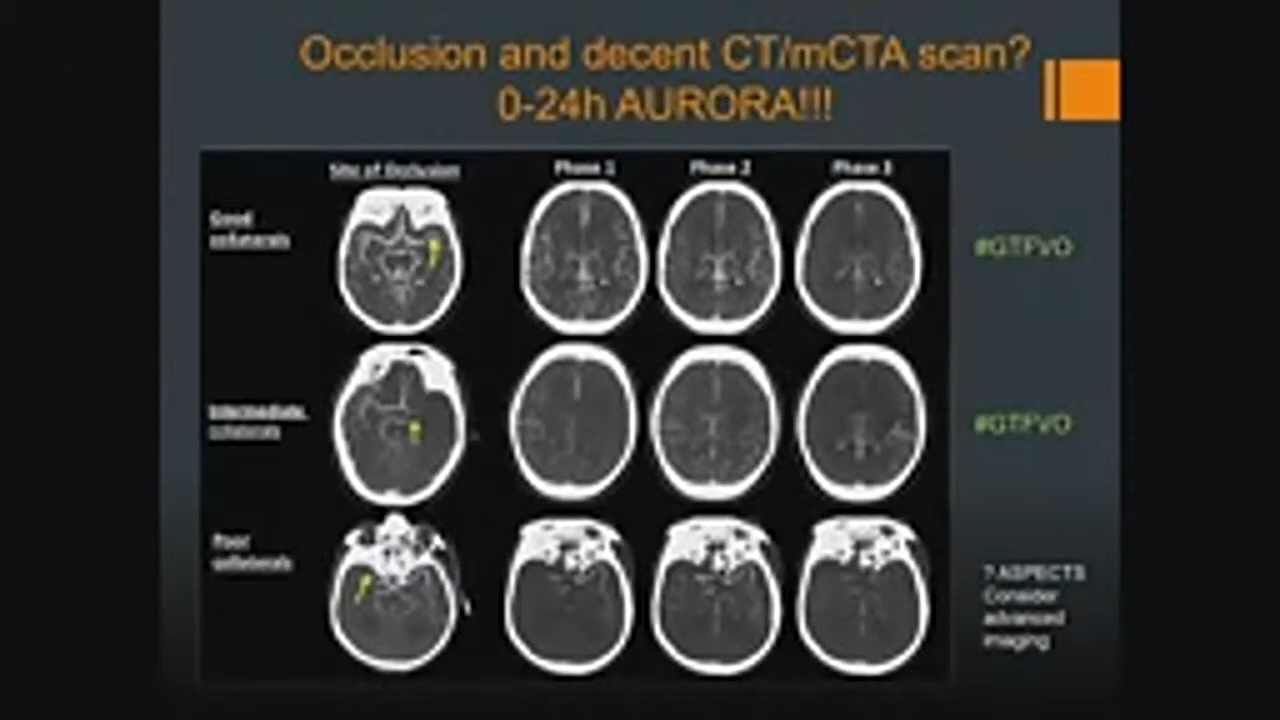 Occlusion and decent CT/mCTA scan?
0-24h AURORA!!!
Site of Occlusion
Phase 1
Phase 2
Phase 3
Good
collaterals
#GTFVO
Intermediate
collaterals
#GTFVO
Poor
collaterals
? ASPECTS
Consider
advanced
imaging